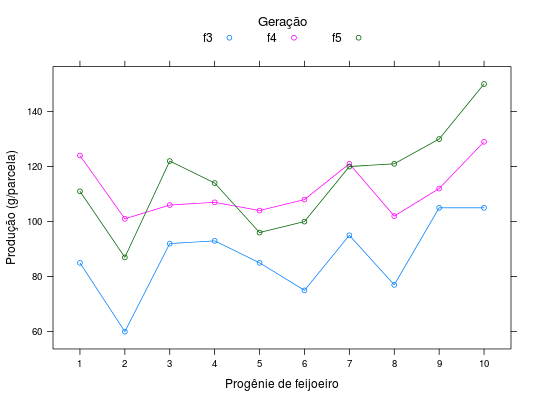 Geração
f3 f4 f5
Produção (g/parcela)
140
120
100
80
60
1 2 3 4 5 6 7 8 9 10
Progênie de feijoeiro